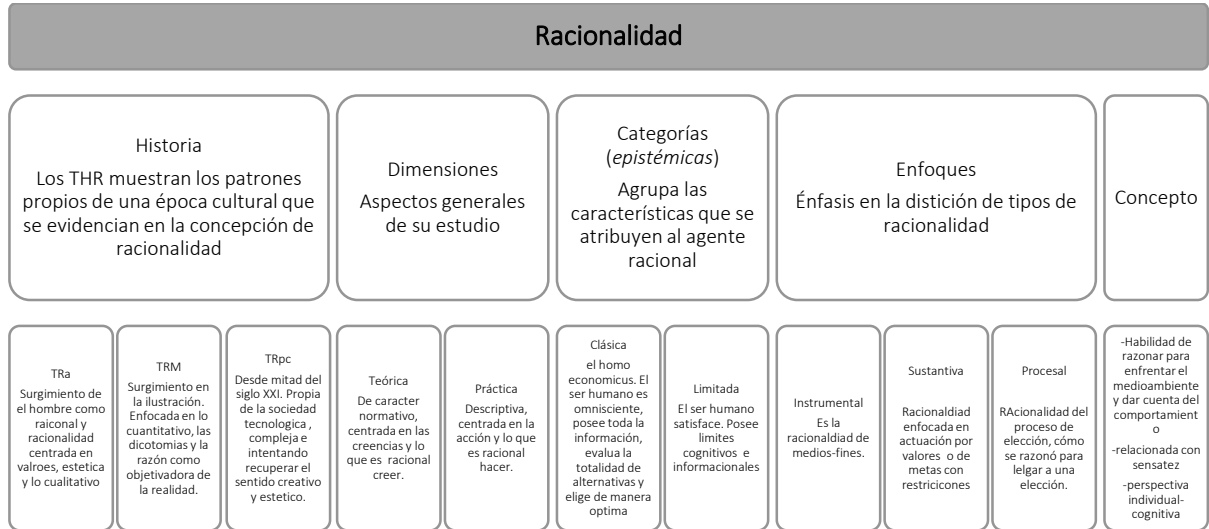 Racionalidad
Historia
Los THR muestran los patrones
propios de una época cultural que
se evidencian en la concepción de
racionalidad
Dimensiones
Aspectos generales
de su estudio
Categorías
(epistémicas)
Agrupa las
características que se
atribuyen al agente
racional
Enfoques
Énfasis en la distición de tipos de
racionalidad
Concepto
TRa
Surgimiento de
el hombre como
raiconal y
racionalidad
centrada en
valroes, estetica
y lo cualitativo
TRM
Surgimiento en
la ilustración.
Enfocada en lo
cuantitativo, las
dicotomias y la
razón como
objetivadora de
la realidad.
TRpc
Desde mitad del
siglo XXI. Propia
de la sociedad
tecnologica ,
compleja e
intentando
recuperar el
sentido creativo
y estetico.
Teórica
De caracter
normativo,
centrada en las
creencias y lo
que es racional
creer.
Práctica
Descriptiva,
centrada en la
acción y lo que
es racional
hacer.
Clásica
el homo
economicus. El
ser humano es
omnisciente,
posee toda la
información,
evalua la
totalidad de
alternativas y
elige de manera
optima
Limitada
El ser humano
satisface. Posee
limites
cognitivos e
informacionales
Instrumental
Es la
racionaldiad de
medios-fines.
Sustantiva
Racionaldiad
enfocada en
actuación por
valores o de
metas con
restricicones
Procesal
RAcionalidad del
proceso de
elección, cómo
se razonó para
lelgar a una
elección.
-Habilidad de
razonar para
enfrentar el
medioambiente
y dar cuenta del
comportamient
o
-relacionada con
sensatez
-perspectiva
individual-
cognitiva